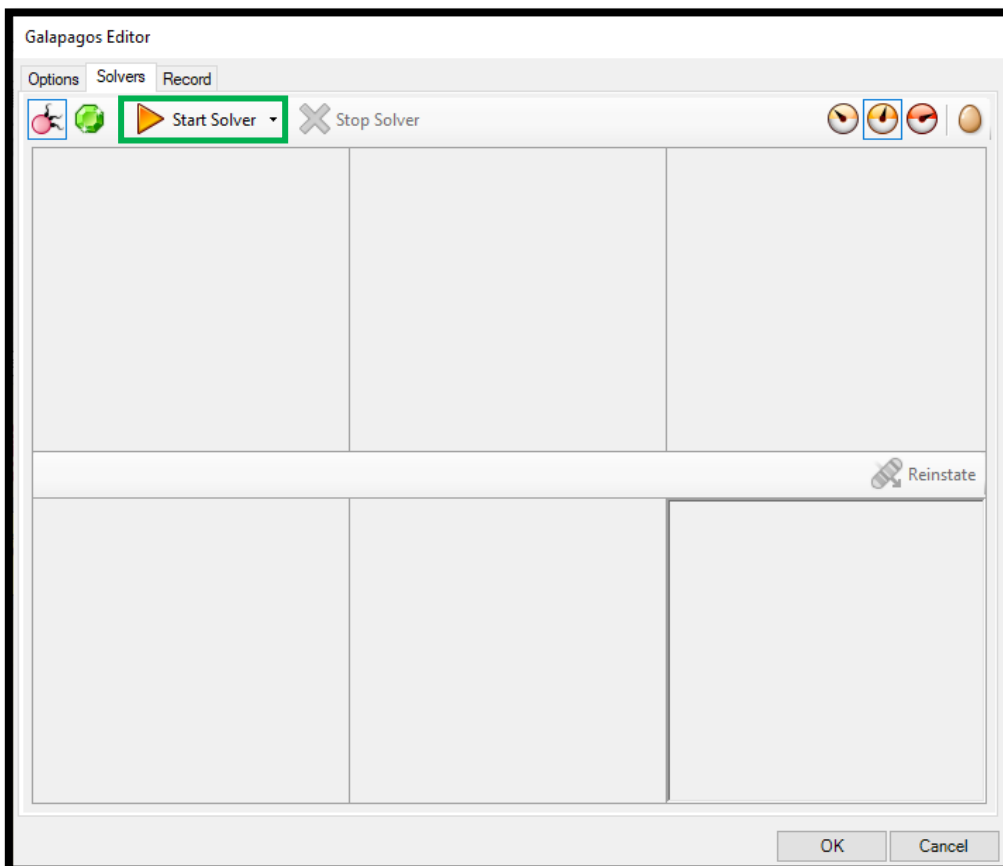 Galapagos Editor
Options Solvers Record
Start Solver Stop Solver
Reinstate
OK Cancel